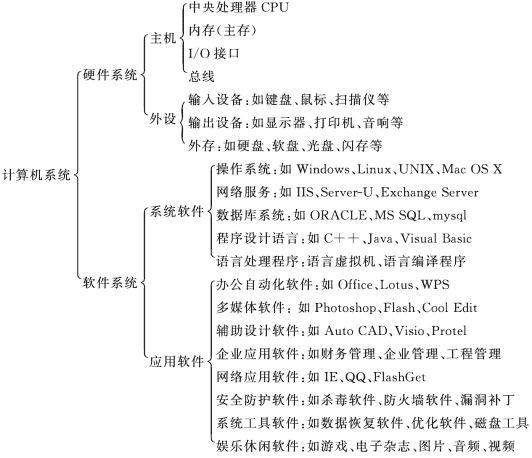 中央处理器 CPU
主机
内存(主存)
I/O 接口
硬件系统
总线
输入设备:如键盘、鼠标、扫描仪等
外设
输出设备:如显示器、打印机、音响等
外存:如硬盘、软盘、光盘、闪存等
计算机系统
操作系统:如 Windows、Linux、UNIX、Mac OS X
网络服务:如 IIS、Server-U、Exchange Server
系统软件
数据库系统:如 ORACLE、MS SQL、mysql
程序设计语言:如 C++、Java、Visual Basic
语言处理程序:语言虚拟机、语言编译程序
软件系统
办公自动化软件:如 Office、Lotus、WPS
多媒体软件:如 Photoshop、Flash、Cool Edit
辅助设计软件:如 Auto CAD、Visio、Protel
应用软件
企业应用软件:如财务管理、企业管理、工程管理
网络应用软件:如 IE、QQ、FlashGet
安全防护软件:如杀毒软件、防火墙软件、漏洞补丁
系统工具软件:如数据恢复软件、优化软件、磁盘工具
娱乐休闲软件:如游戏、电子杂志、图片、音频、视频